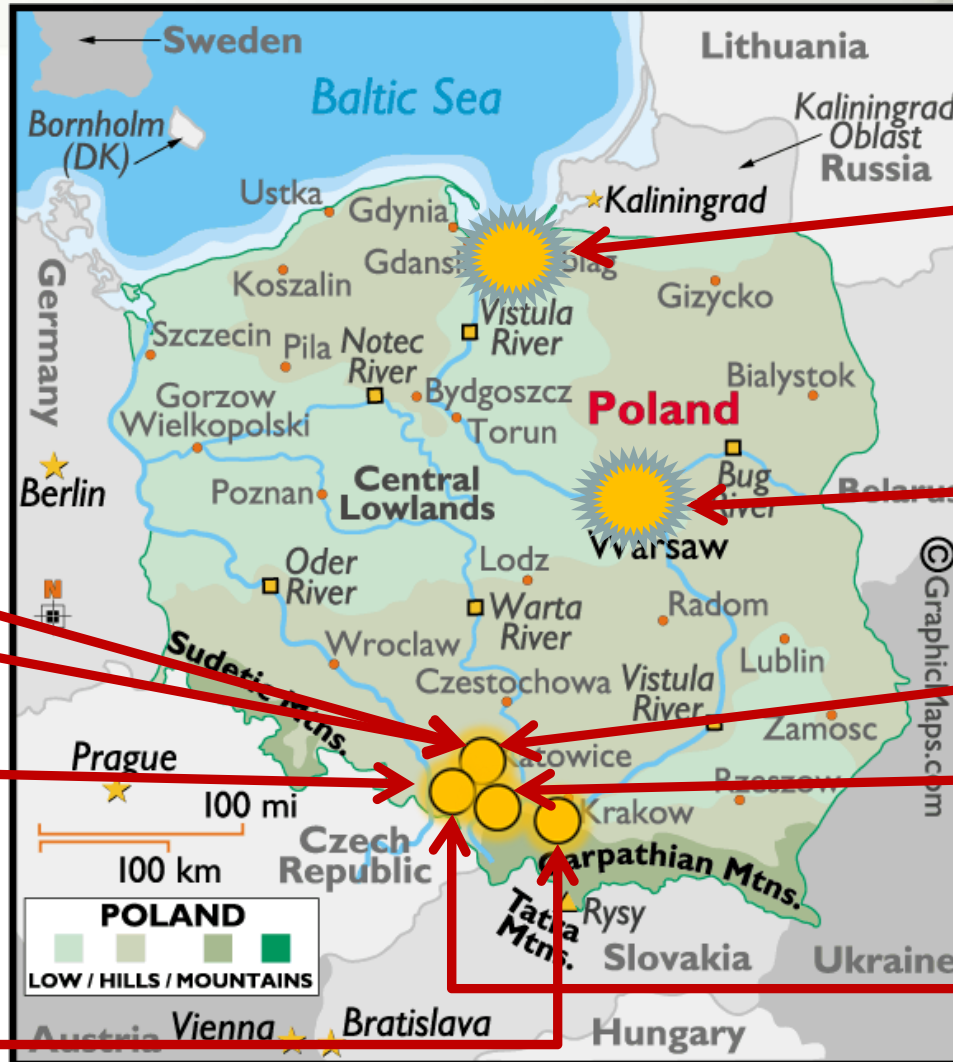 Sweden
Lithuania
Baltic Sea
Kaliningrad
Oblast
Russia
Bornholm
(DK)
Ustka
Gdynia
Kaliningrad
Germany
Koszalin
Gizycko
Szczecin
Pila
Notec
River
Vistula
River
Bialystok
Gorzow
Wielkopolski
Bydgoszcz
Poland
Torun
Berlin
Poznan
Central
Lowlands
Bug
River
Warsaw
Oder
River
Lodz
N
Warta
River
Radom
©GraphicMaps.com
Wroclaw
Lublin
Sudetic Mtns.
Czestochowa
Vistula
River
Zamosc
Prague
Katowice
Rzeszow
100 mi
100 km
Krakow
Czech
Republic
Carpathian Mtns.
POLAND
LOW / HILLS / MOUNTAINS
Tatra
Mtns.
Rysy
Slovakia
Ukraine
Austria
Vienna
Bratislava
Hungary